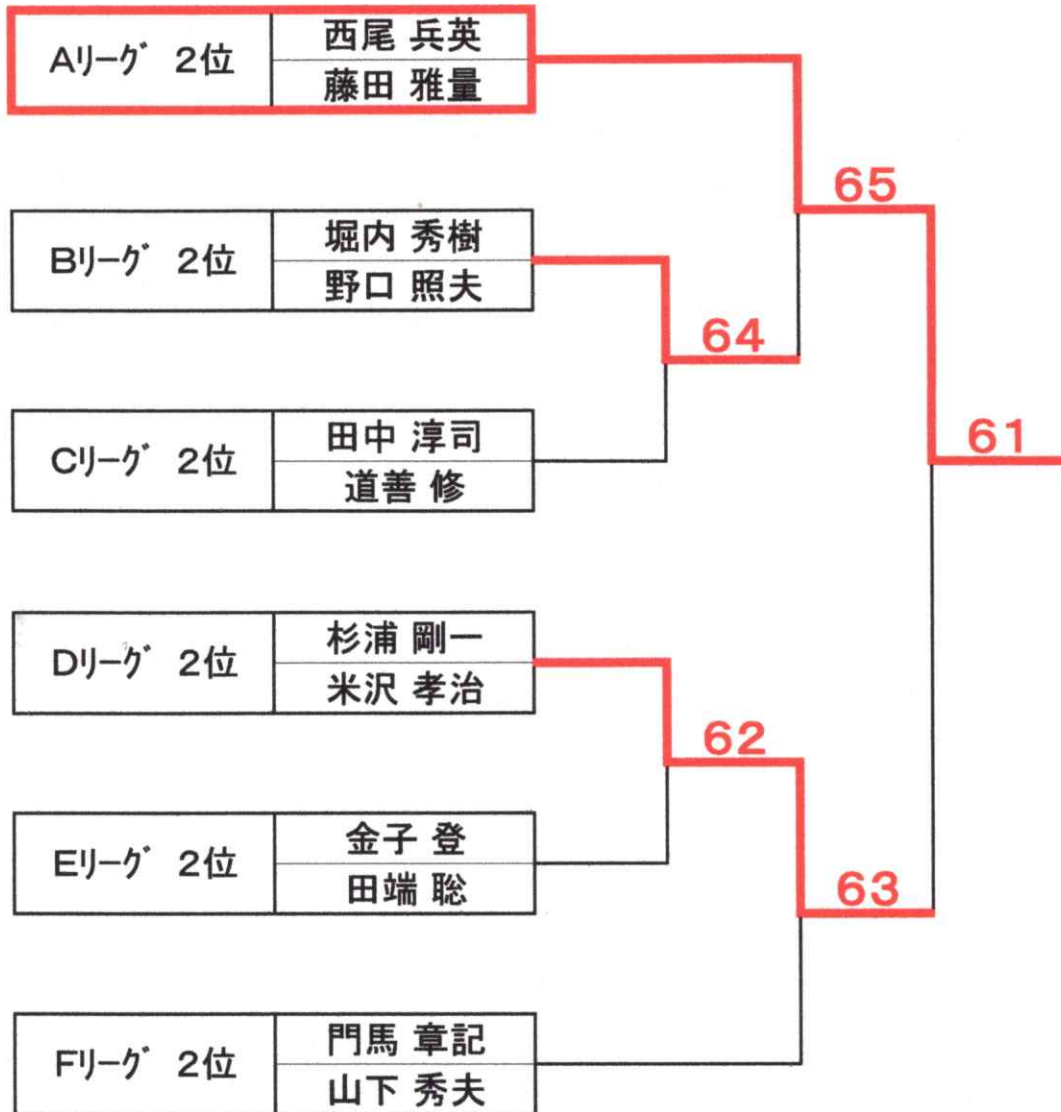 Aリーグ 2位
西尾 兵英
藤田 雅量
65
Bリーグ 2位
堀内 秀樹
野口 照夫
64
Cリーグ 2位
田中 淳司
道善 修
61
Dリーグ 2位
杉浦 剛一
米沢 孝治
62
Eリーグ 2位
金子 登
田端 聡
63
Fリーグ 2位
門馬 章記
山下 秀夫